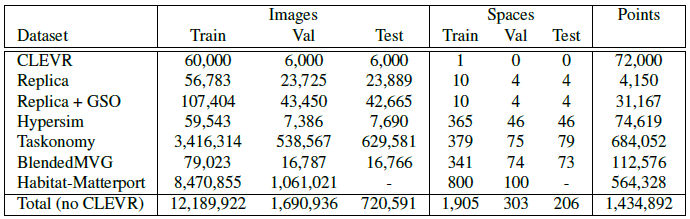 Images Spaces Points
Dataset Train Val Test Train Val Test
CLEVR 60,000 6,000 6,000 1 0 0 72,000
Replica 56,783 23,725 23,889 10 4 4 4,150
Replica + GSO 107,404 43,450 42,665 10 4 4 31,167
Hypersim 59,543 7,386 7,690 365 46 46 74,619
Taskonomy 3,416,314 538,567 629,581 379 75 79 684,052
BlendedMVG 79,023 16,787 16,766 341 74 73 112,576
Habitat-Matterport 8,470,855 1,061,021 - 800 100 - 564,328
Total (no CLEVR) 12,189,922 1,690,936 720,591 1,905 303 206 1,434,892